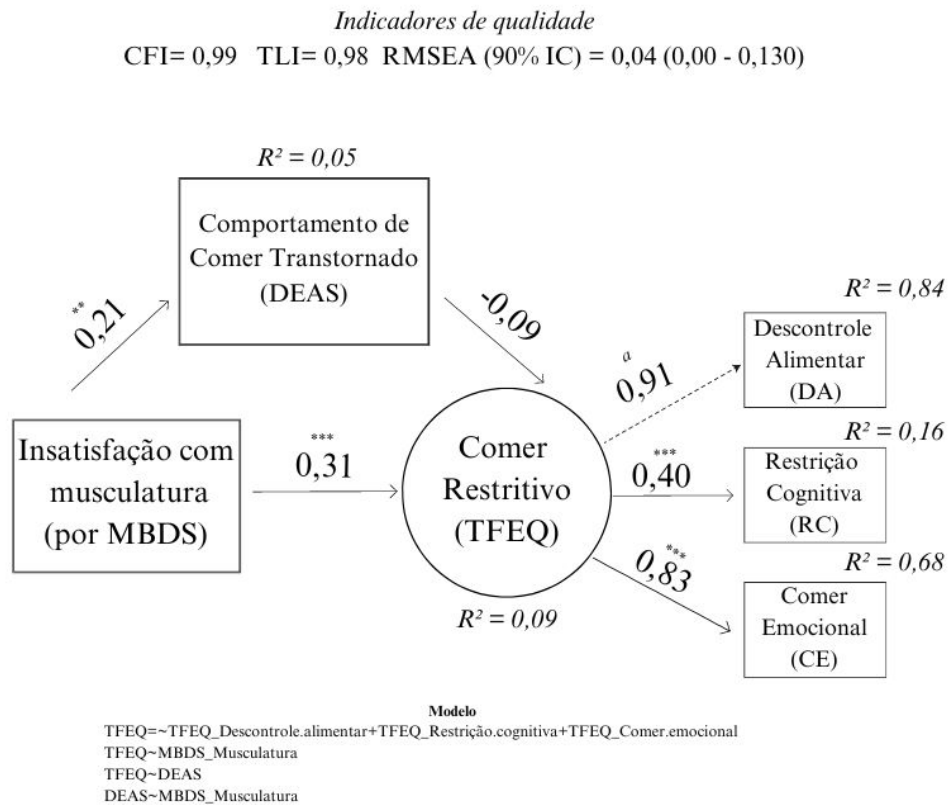 Indicadores de qualidade
CFI= 0,99 TLI= 0,98 RMSEA (90% IC) = 0,04 (0,00 - 0,130)
R² = 0,05
Comportamento de
Comer Transtornado
(DEAS)
**
0,21
-0,09
Insatisfação com
musculatura
(por MBDS)
***
0,31
Comer
Restritivo
(TFEQ)
R² = 0,09
a
0,91
***
0,40
***
0,83
R² = 0,84
Descontrole
Alimentar
(DA)
R² = 0,16
Restrição
Cognitiva
(RC)
R² = 0,68
Comer
Emocional
(CE)
Modelo
TFEQ=~TFEQ_Descontrole.alimentar+TFEQ_Restrição.cognitiva+TFEQ_Comer.emocional
TFEQ~MBDS_Musculatura
TFEQ~DEAS
DEAS~MBDS_Musculatura